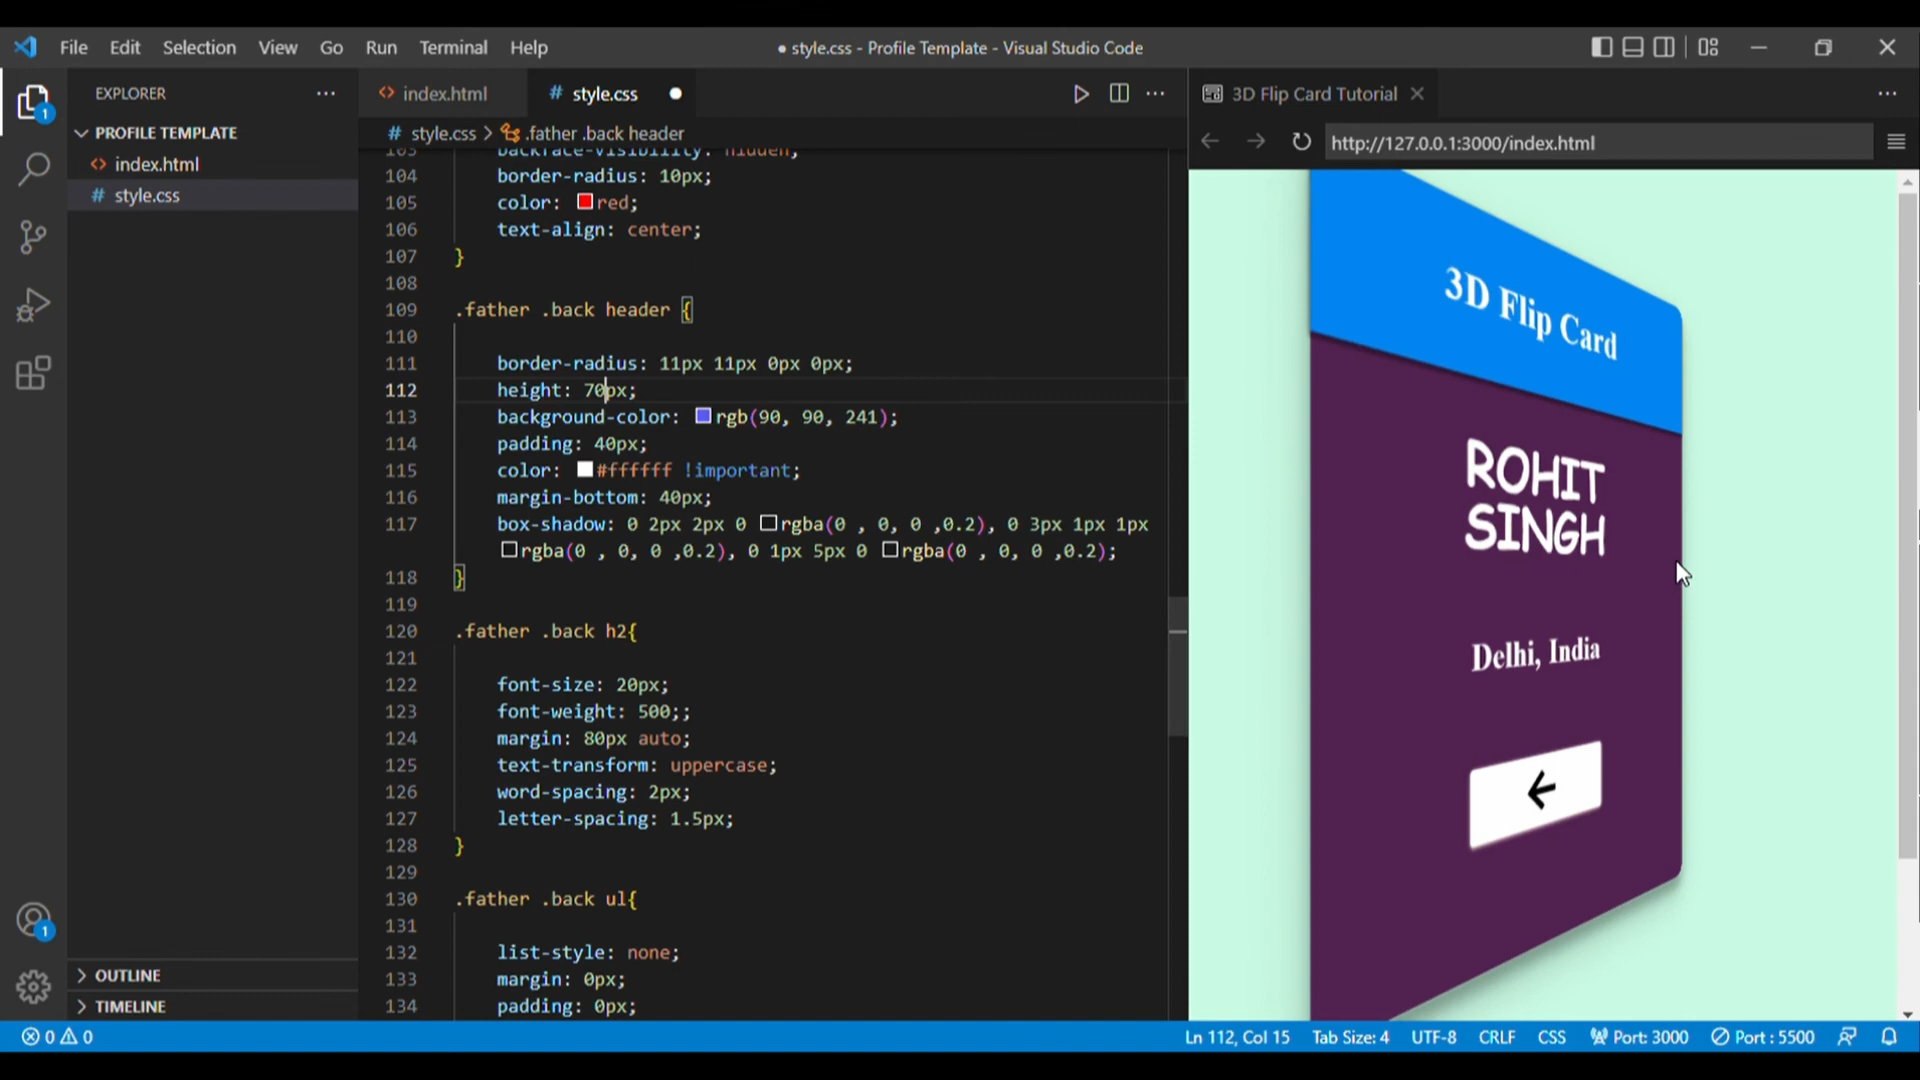 File Edit Selection View Go Run Terminal Help
● style.css - Profile Template - Visual Studio Code
EXPLORER
PROFILE TEMPLATE
index.html
style.css
OUTLINE
TIMELINE
index.html
style.css
style.css > .father .back header
103 backface-visibility: hidden;
104 border-radius: 10px;
105 color: red;
106 text-align: center;
107 }
108
109 .father .back header {
110
111 border-radius: 11px 11px 0px 0px;
112 height: 70px;
113 background-color: rgb(90, 90, 241);
114 padding: 40px;
115 color: #ffffff !important;
116 margin-bottom: 40px;
117 box-shadow: 0 2px 2px 0 rgba(0 , 0, 0 ,0.2), 0 3px 1px 1px
rgba(0 , 0, 0 ,0.2), 0 1px 5px 0 rgba(0 , 0, 0 ,0.2);
118 }
119
120 .father .back h2{
121
122 font-size: 20px;
123 font-weight: 500;;
124 margin: 80px auto;
125 text-transform: uppercase;
126 word-spacing: 2px;
127 letter-spacing: 1.5px;
128 }
129
130 .father .back ul{
131
132 list-style: none;
133 margin: 0px;
134 padding: 0px;
3D Flip Card Tutorial
http://127.0.0.1:3000/index.html
3D Flip Card
ROHIT
SINGH
Delhi, India
1
1
0 0
Ln 112, Col 15 Tab Size: 4 UTF-8 CRLF CSS Port: 3000 Port : 5500